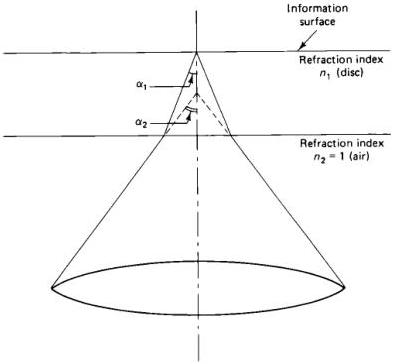 Information
surface
Refraction index
n₁ (disc)
α₁
α₂
Refraction index
n₂ = 1 (air)